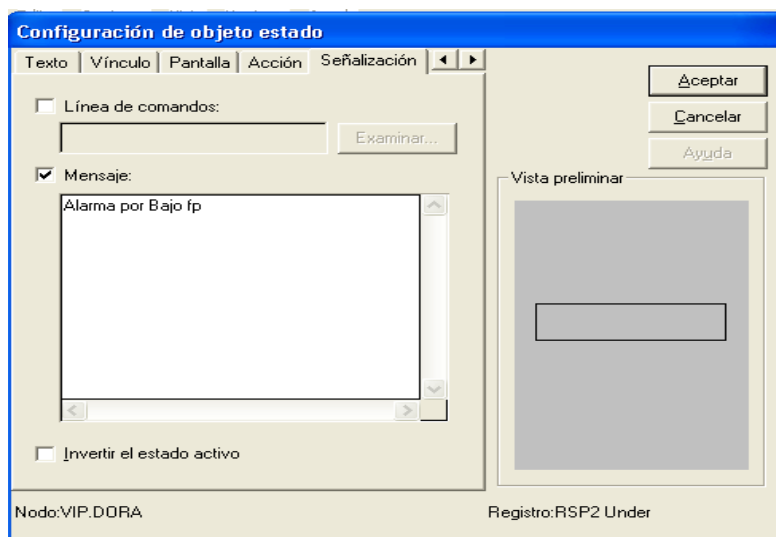 Configuración de objeto estado
Texto Vínculo Pantalla Acción Señalización
Aceptar
Línea de comandos:
Cancelar
Examinar...
Ayuda
Mensaje:
Vista preliminar
Alarma por Bajo fp
Invertir el estado activo
Nodo:VIP.DORA Registro:RSP2 Under